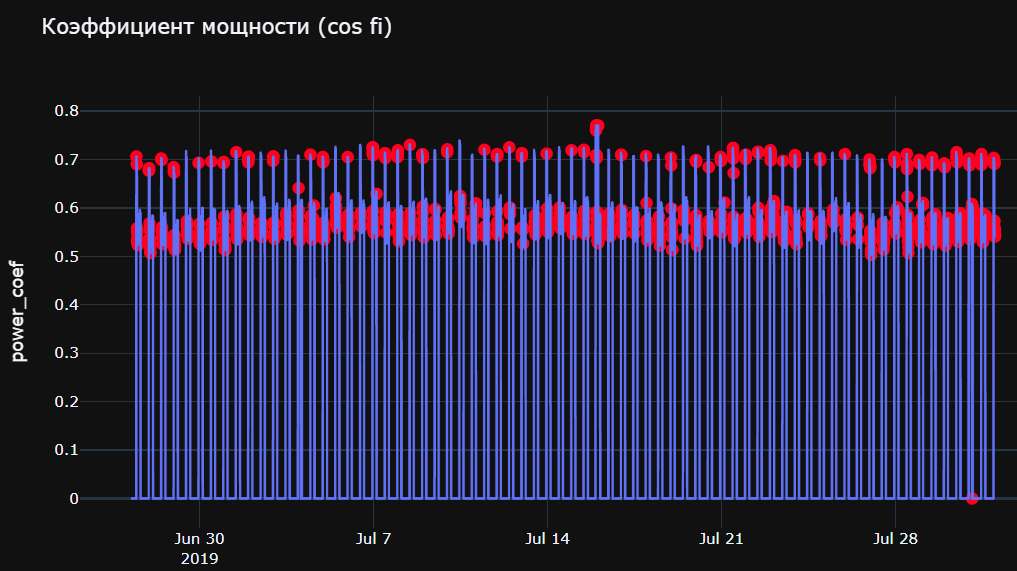 Коэффициент мощности (cos fi)
power_coef
0.8
0.7
0.6
0.5
0.4
0.3
0.2
0.1
0
Jun 30
2019
Jul 7
Jul 14
Jul 21
Jul 28